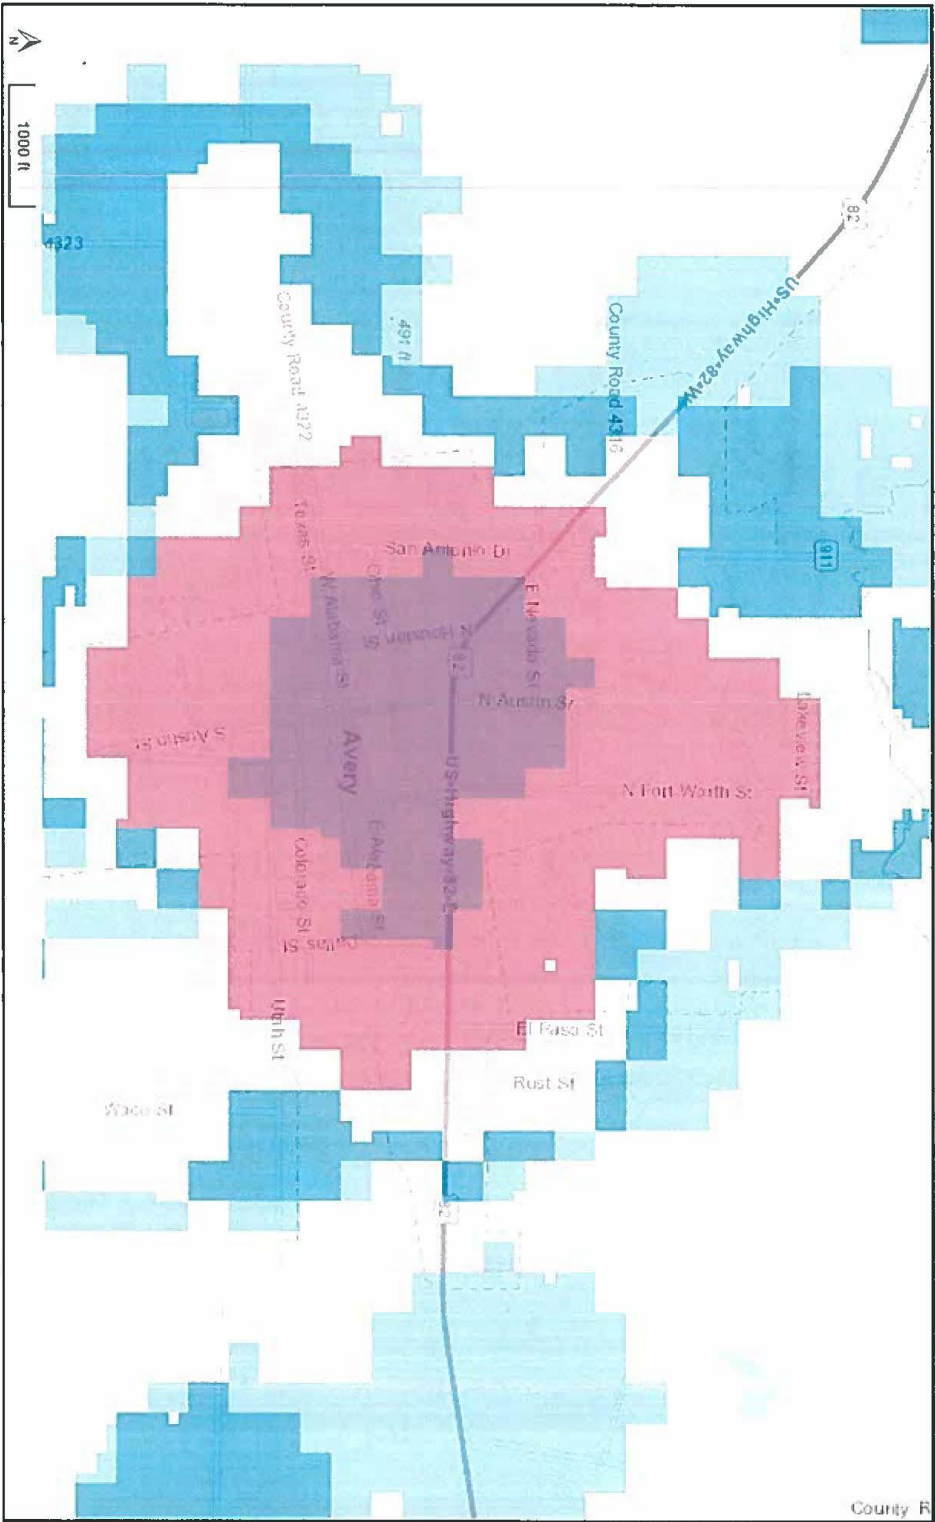 N
1000 ft
82
US Highway 82 W
4323
County Road 4322
491 ft
County Road 4316
911
Texas St
San Antonio Dr
W Alabama St
Houston St
82
E Nevada St
N Austin St
Lakeview St
S Austin St
Avery
US Highway 82 E
N Fort Worth St
E Alabama St
Colorado St
Dallas St
Utah St
El Paso St
Rust St
Waco St
82
County R